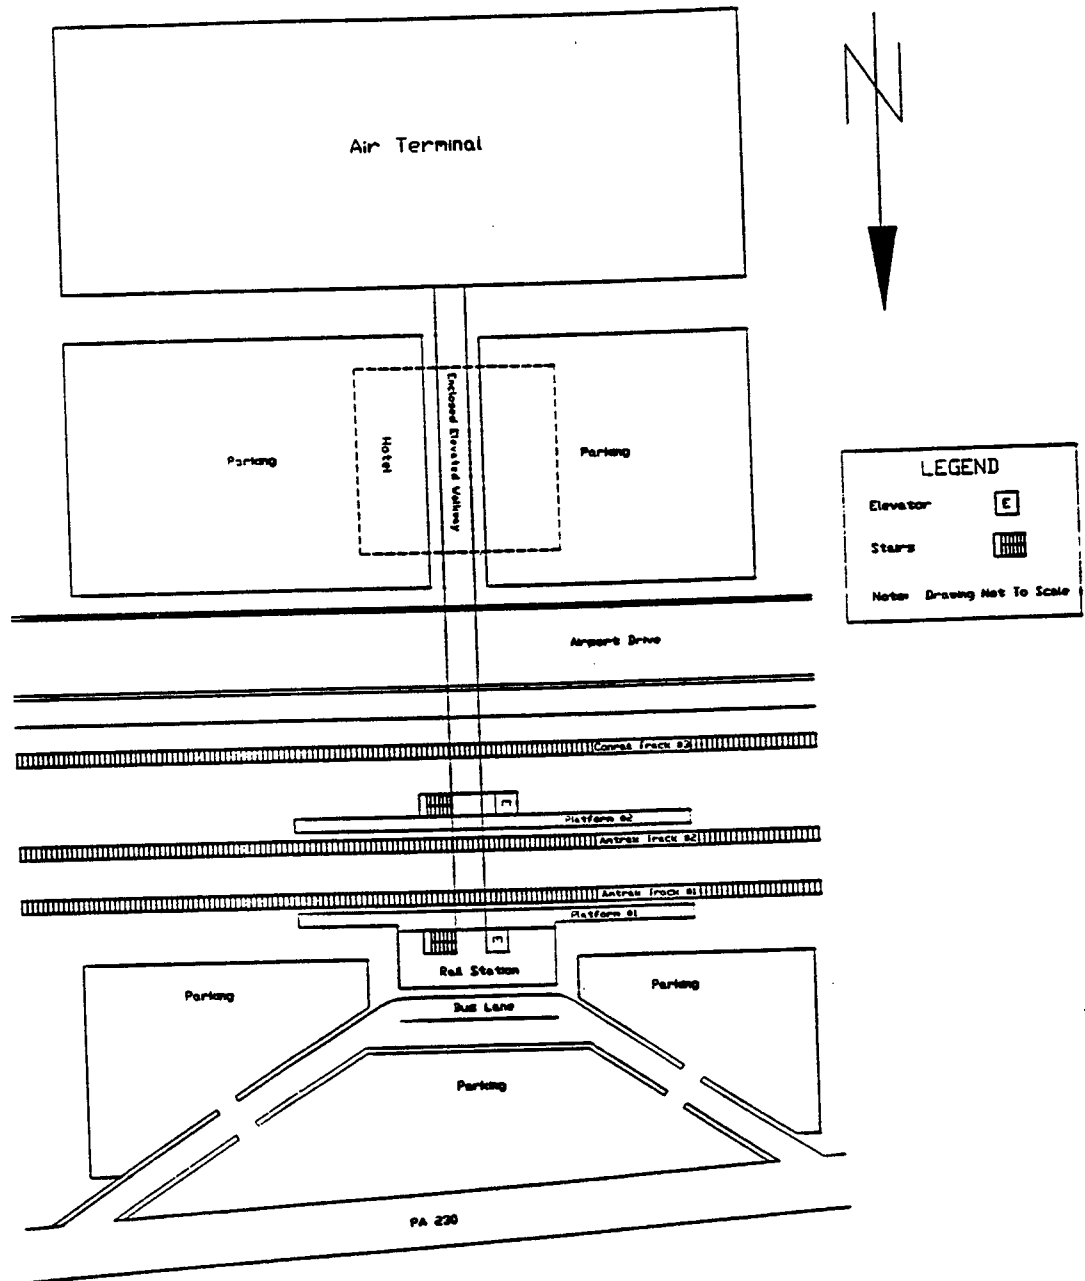 Air Terminal
N
Parking
Hotel
Enclosed Elevated Walkway
Parking
LEGEND
Elevator E
Stairs
Note: Drawing Not To Scale
Airport Drive
Conrail Track #3
E
Platform #2
Amtrak Track #2
Amtrak Track #1
Platform #1
E
Rail Station
Parking
Parking
Bus Lane
Parking
PA 230